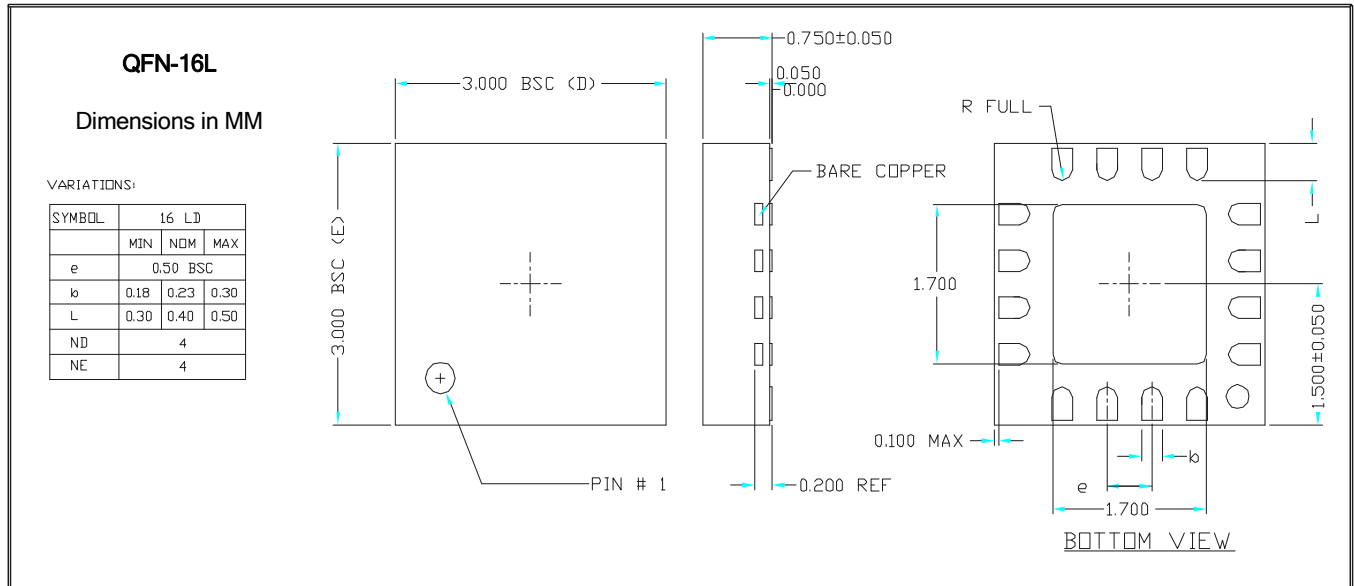 QFN-16L
Dimensions in MM
VARIATIONS:
SYMBOL 16 LD
MIN NOM MAX
e 0.50 BSC
b 0.18 0.23 0.30
L 0.30 0.40 0.50
ND 4
NE 4
3.000 BSC (D)
3.000 BSC (E)
PIN # 1
0.750±0.050
0.050
0.000
BARE COPPER
0.200 REF
R FULL
L
1.700
1.500±0.050
0.100 MAX
b
e
1.700
BOTTOM VIEW